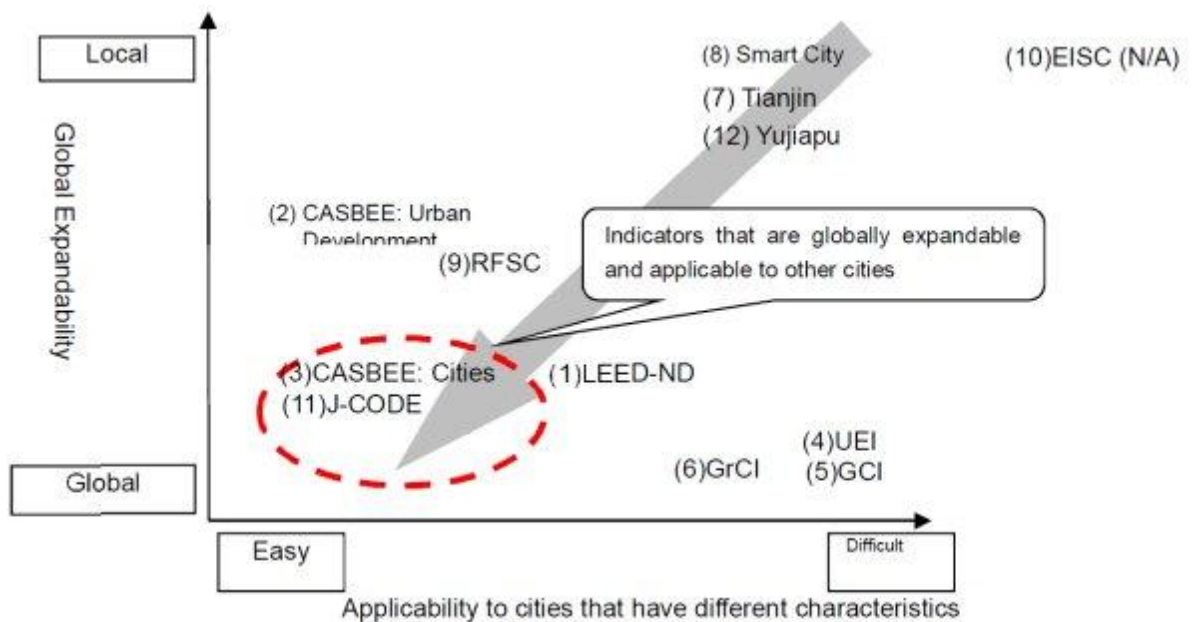 Local
(8) Smart City
(10)EISC (N/A)
(7) Tianjin
(12) Yujiapu
Global Expandability
(2) CASBEE: Urban
Development
Indicators that are globally expandable
and applicable to other cities
(9)RFSC
(3)CASBEE: Cities
(1)LEED-ND
(11)J-CODE
(4)UEI
(6)GrCI
(5)GCI
Global
Easy
Difficult
Applicability to cities that have different characteristics